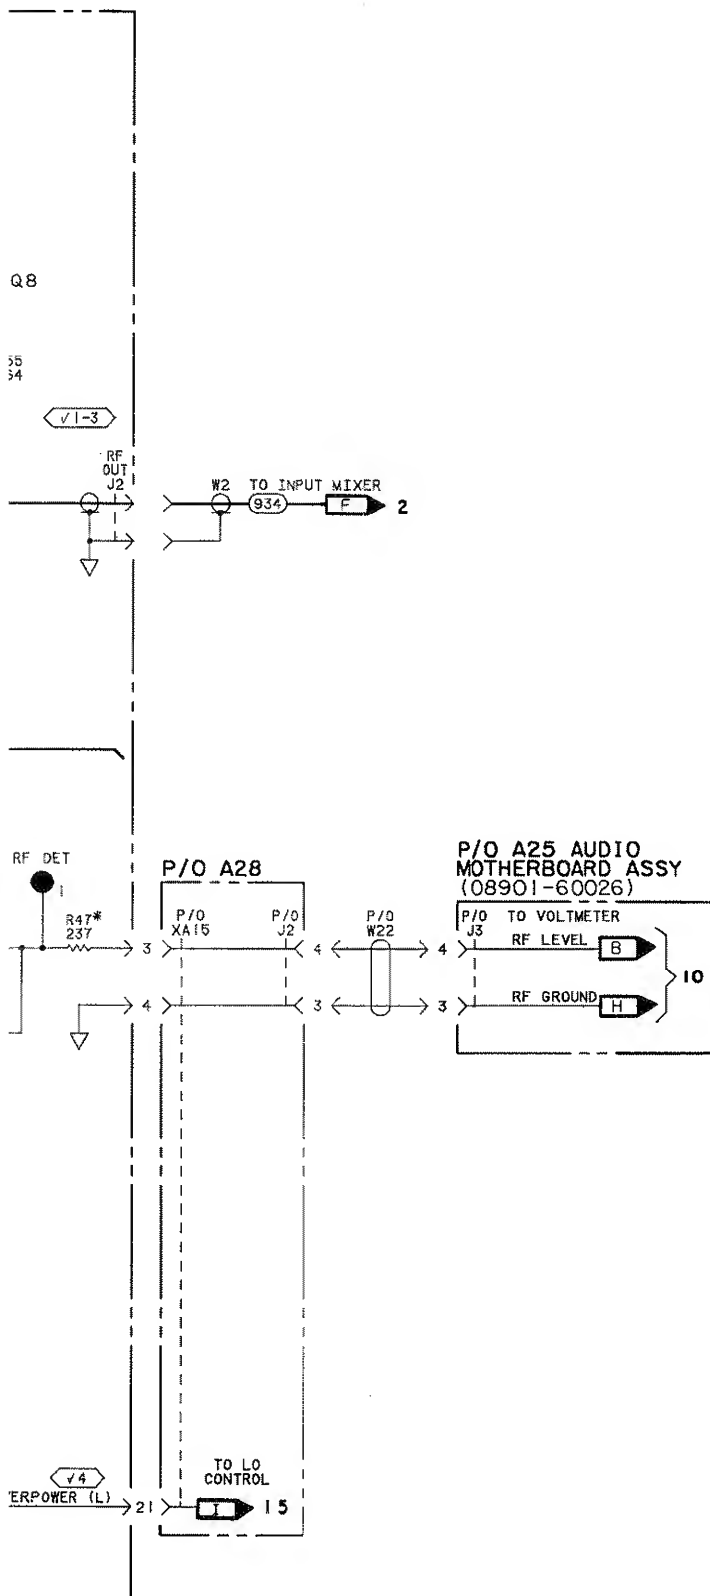 Q8
55
54
√1-3
RF
OUT
J2
W2 TO INPUT MIXER
934 F 2
RF DET
1
R47*
237
P/O A28
P/O
XA15
P/O
J2
P/O
W22
P/O A25 AUDIO
MOTHERBOARD ASSY
(08901-60026)
P/O
J3
TO VOLTMETER
3 4 4 RF LEVEL B
10
4 3 3 RF GROUND H
√4
ERPOWER (L) 21
TO LO
CONTROL
I 15